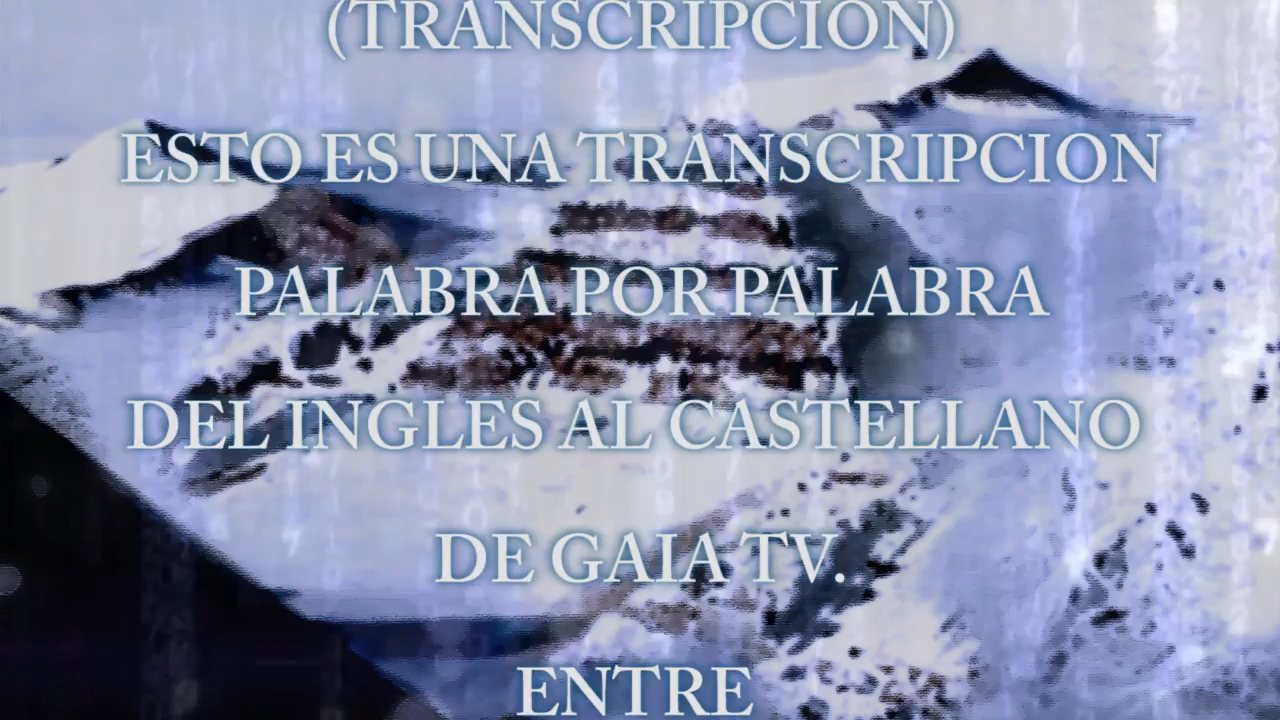 (TRANSCRIPCION)
ESTO ES UNA TRANSCRIPCION
PALABRA POR PALABRA
DEL INGLES AL CASTELLANO
DE GAIA TV.
ENTRE